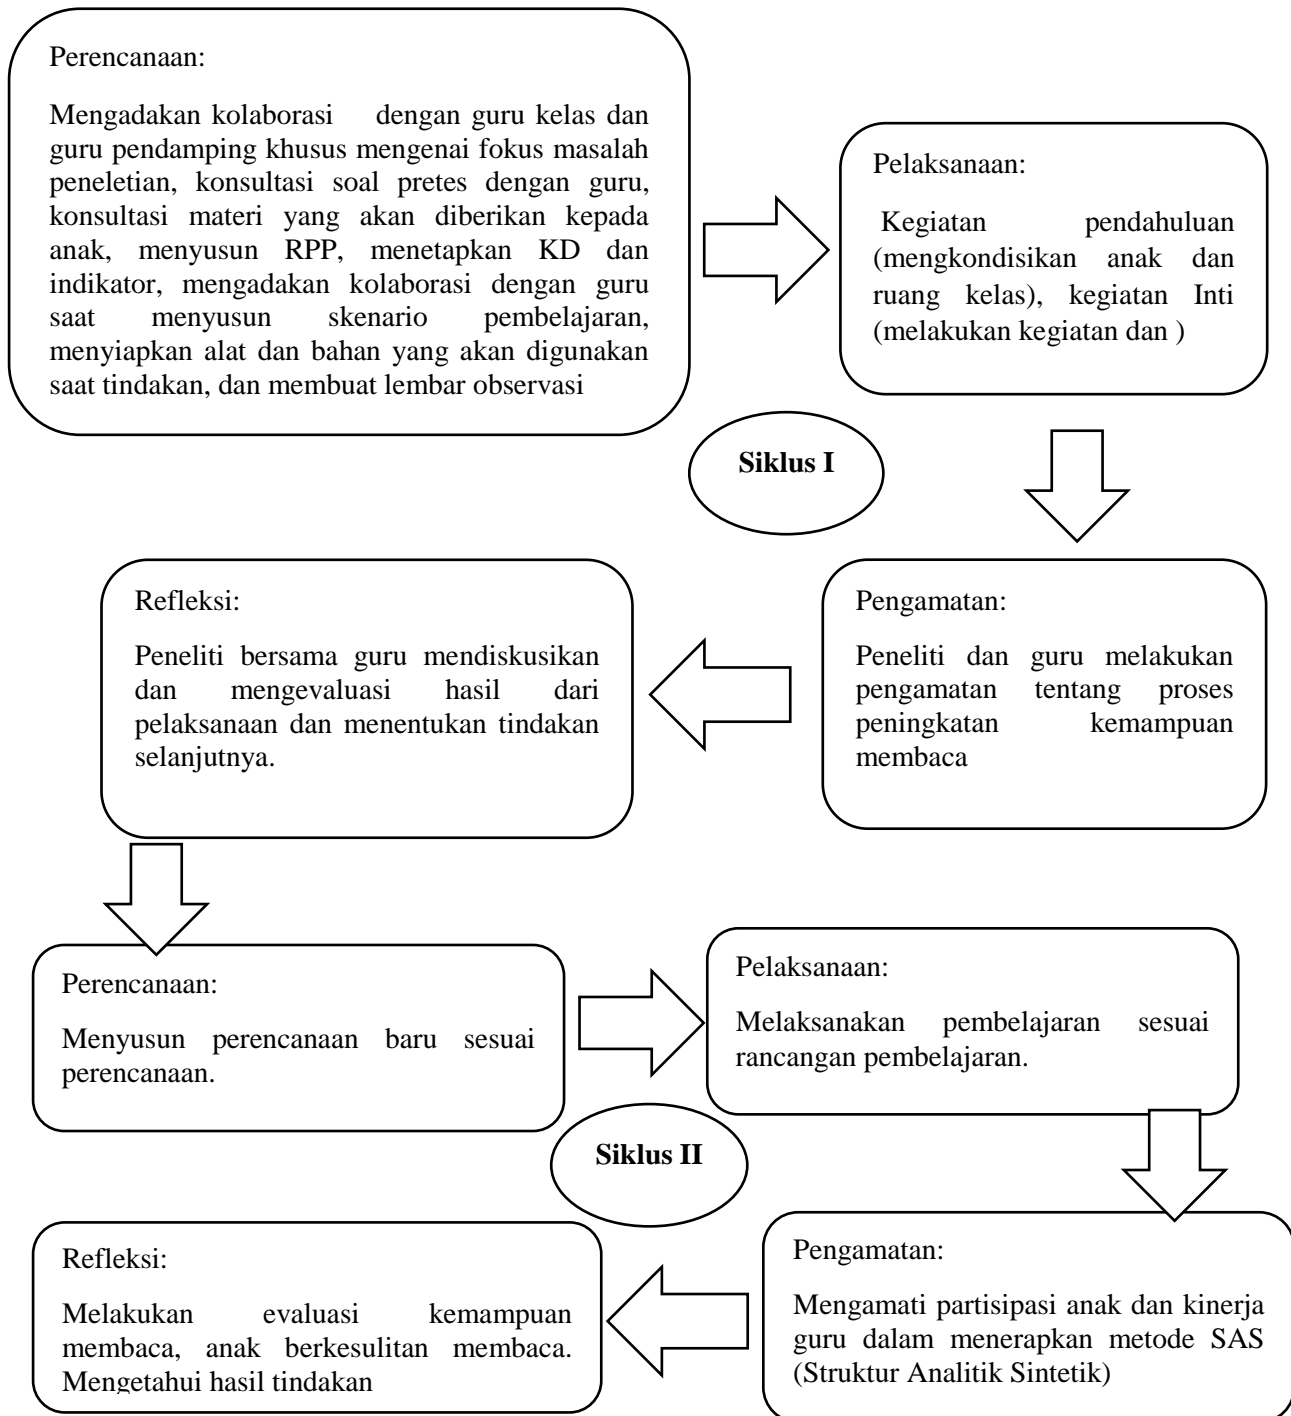 Perencanaan:
Mengadakan kolaborasi dengan guru kelas dan
guru pendamping khusus mengenai fokus masalah
peneletian, konsultasi soal pretes dengan guru,
konsultasi materi yang akan diberikan kepada
anak, menyusun RPP, menetapkan KD dan
indikator, mengadakan kolaborasi dengan guru
saat menyusun skenario pembelajaran,
menyiapkan alat dan bahan yang akan digunakan
saat tindakan, dan membuat lembar observasi
Pelaksanaan:
Kegiatan pendahuluan
(mengkondisikan anak dan
ruang kelas), kegiatan Inti
(melakukan kegiatan dan )
Siklus I
Pengamatan:
Peneliti dan guru melakukan
pengamatan tentang proses
peningkatan kemampuan
membaca
Refleksi:
Peneliti bersama guru mendiskusikan
dan mengevaluasi hasil dari
pelaksanaan dan menentukan tindakan
selanjutnya.
Perencanaan:
Menyusun perencanaan baru sesuai
perencanaan.
Pelaksanaan:
Melaksanakan pembelajaran sesuai
rancangan pembelajaran.
Siklus II
Pengamatan:
Mengamati partisipasi anak dan kinerja
guru dalam menerapkan metode SAS
(Struktur Analitik Sintetik)
Refleksi:
Melakukan evaluasi kemampuan
membaca, anak berkesulitan membaca.
Mengetahui hasil tindakan